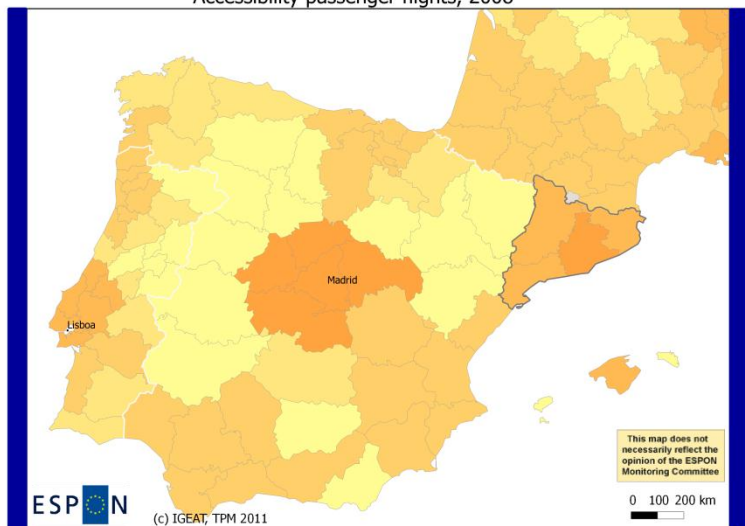 Accessibility passenger flights, 2008
Madrid
Lisboa
This map does not
necessarily reflect the
opinion of the ESPON
Monitoring Committee
ESPON
(c) IGEAT, TPM 2011
0 100 200 km